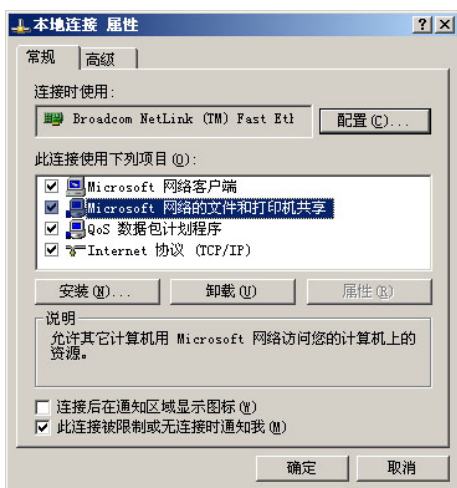 本地连接 属性
常规
高级
连接时使用:
Broadcom NetLink (TM) Fast Etl
配置(C)...
此连接使用下列项目(O):
Microsoft 网络客户端
Microsoft 网络的文件和打印机共享
QoS 数据包计划程序
Internet 协议 (TCP/IP)
安装(N)...
卸载(U)
属性(R)
说明
允许其它计算机用 Microsoft 网络访问您的计算机上的
资源。
连接后在通知区域显示图标(W)
此连接被限制或无连接时通知我(M)
确定
取消